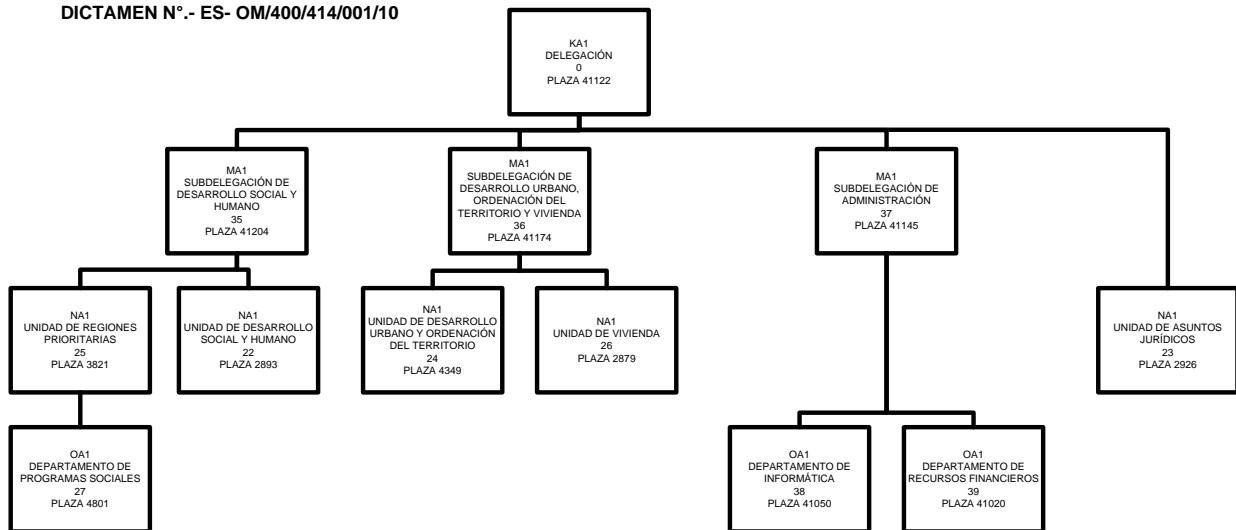 DICTAMEN N°.- ES- OM/400/414/001/10
KA1
DELEGACIÓN
0
PLAZA 41122
MA1
SUBDELEGACIÓN DE
DESARROLLO SOCIAL Y
HUMANO
35
PLAZA 41204
MA1
SUBDELEGACIÓN DE
DESARROLLO URBANO,
ORDENACIÓN DEL
TERRITORIO Y VIVIENDA
36
PLAZA 41174
MA1
SUBDELEGACIÓN DE
ADMINISTRACIÓN
37
PLAZA 41145
NA1
UNIDAD DE REGIONES
PRIORITARIAS
25
PLAZA 3821
NA1
UNIDAD DE DESARROLLO
SOCIAL Y HUMANO
22
PLAZA 2893
NA1
UNIDAD DE DESARROLLO
URBANO Y ORDENACIÓN
DEL TERRITORIO
24
PLAZA 4349
NA1
UNIDAD DE VIVIENDA
26
PLAZA 2879
NA1
UNIDAD DE ASUNTOS
JURÍDICOS
23
PLAZA 2926
OA1
DEPARTAMENTO DE
PROGRAMAS SOCIALES
27
PLAZA 4801
OA1
DEPARTAMENTO DE
INFORMÁTICA
38
PLAZA 41050
OA1
DEPARTAMENTO DE
RECURSOS FINANCIEROS
39
PLAZA 41020